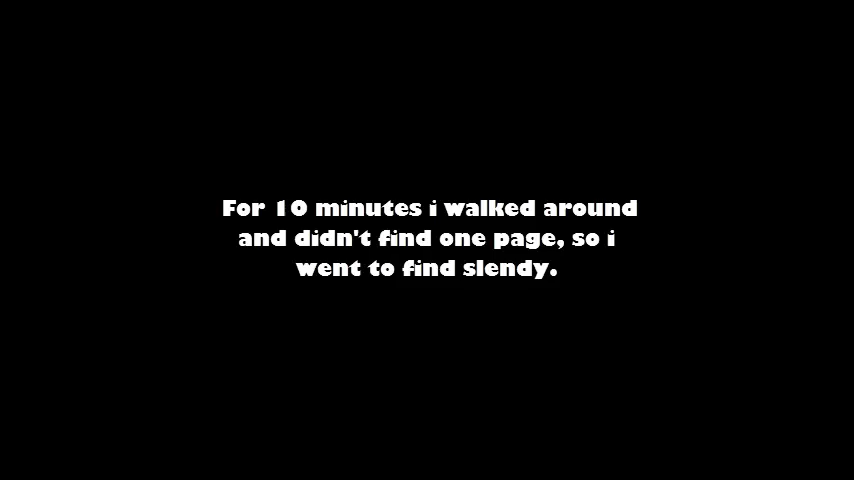 For 10 minutes i walked around
and didn't find one page, so i
went to find slendy.